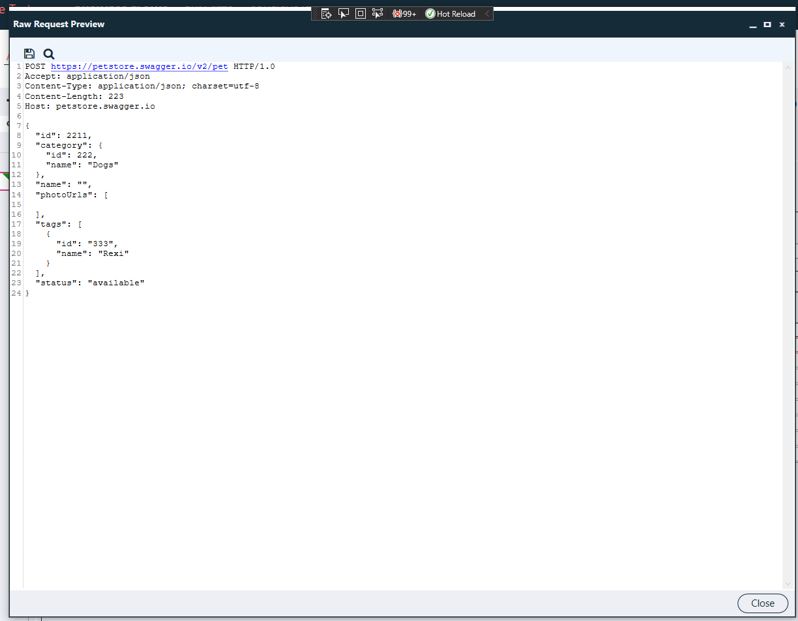 99+ Hot Reload
Raw Request Preview
1 POST https://petstore.swagger.io/v2/pet HTTP/1.0
2 Accept: application/json
3 Content-Type: application/json; charset=utf-8
4 Content-Length: 223
5 Host: petstore.swagger.io
6
7 {
8   "id": 2211,
9   "category": {
10     "id": 222,
11     "name": "Dogs"
12   },
13   "name": "",
14   "photoUrls": [
15
16   ],
17   "tags": [
18     {
19       "id": "333",
20       "name": "Rexi"
21     }
22   ],
23   "status": "available"
24 }
Close